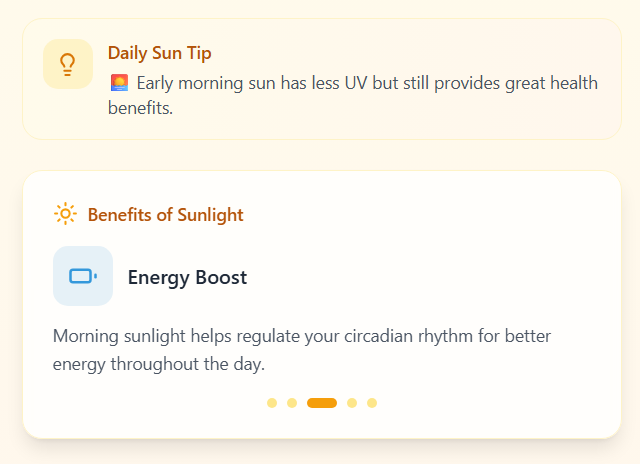 Daily Sun Tip
🌅 Early morning sun has less UV but still provides great health
benefits.
Benefits of Sunlight
Energy Boost
Morning sunlight helps regulate your circadian rhythm for better
energy throughout the day.